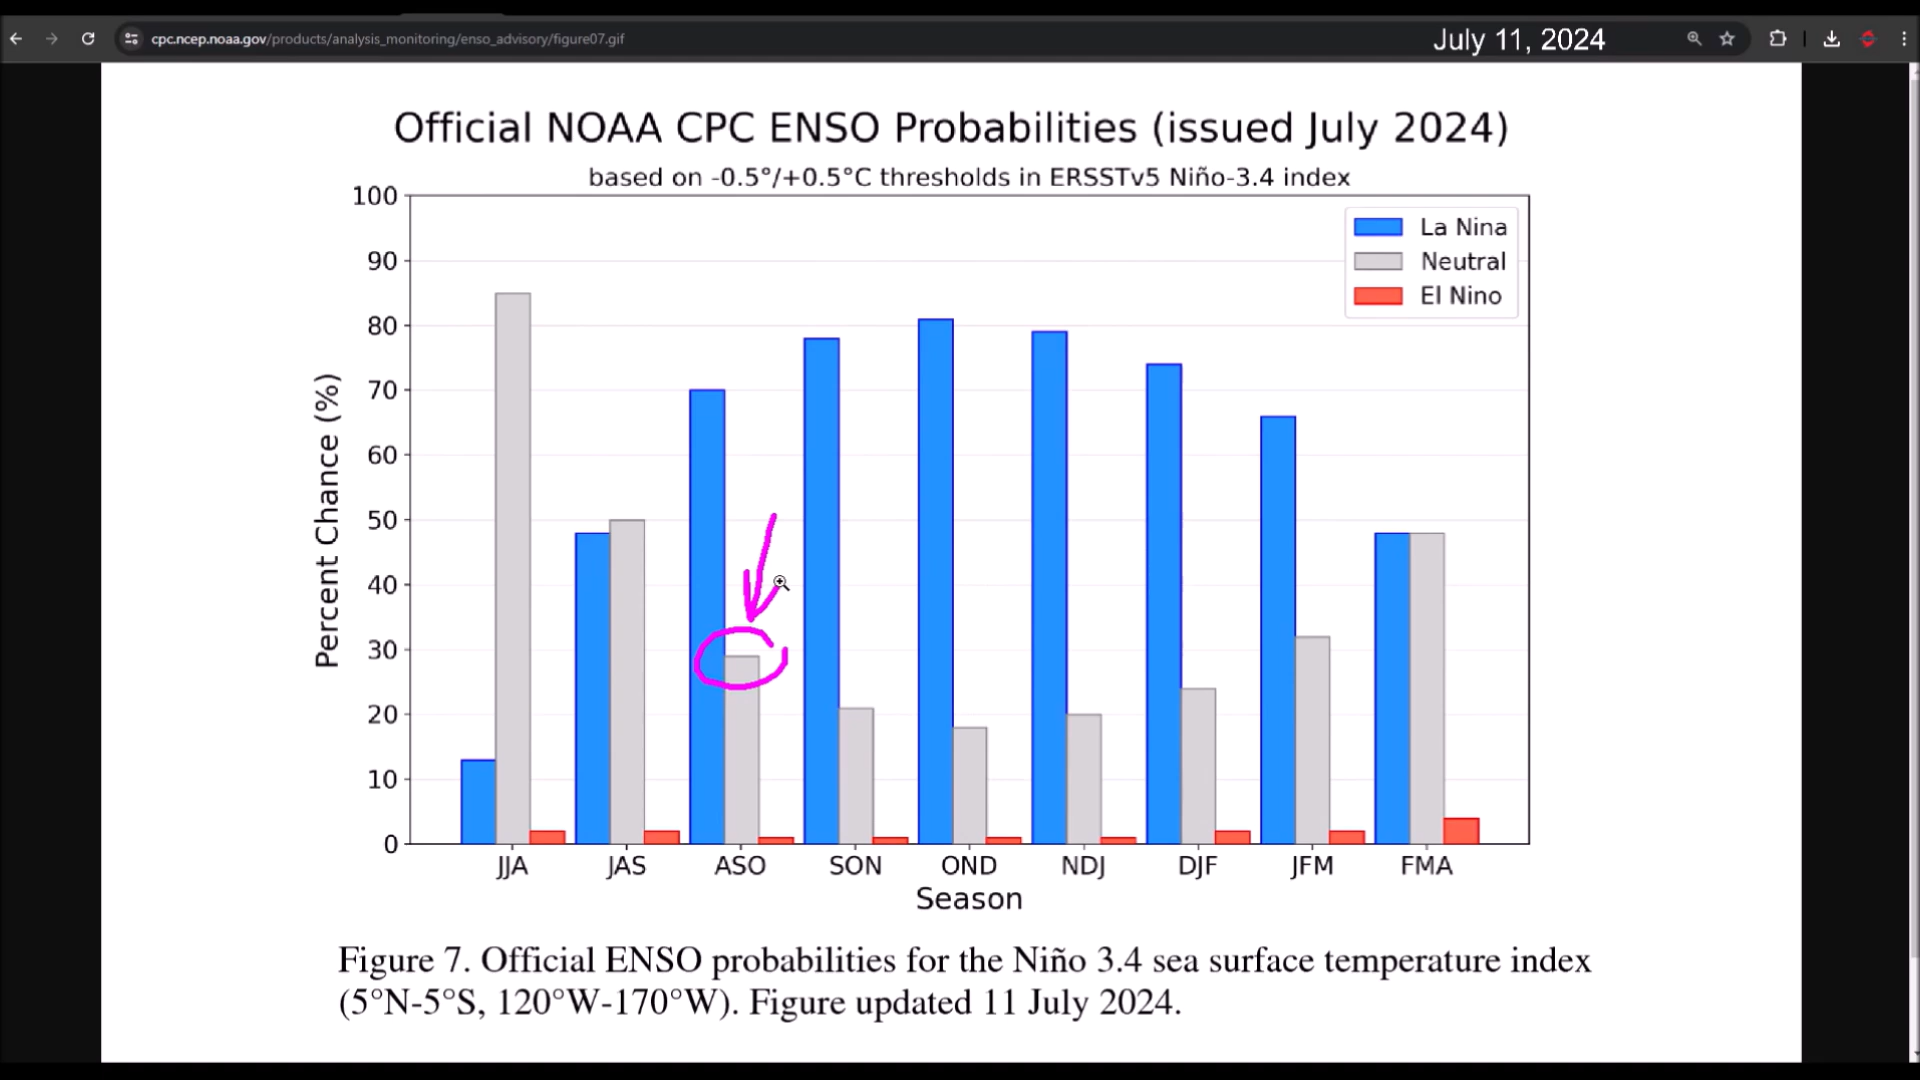 cpc.ncep.noaa.gov/products/analysis_monitoring/enso_advisory/figure07.gif
July 11, 2024
Official NOAA CPC ENSO Probabilities (issued July 2024)
based on -0.5°/+0.5°C thresholds in ERSSTv5 Niño-3.4 index
La Nina
Neutral
El Nino
Percent Chance (%)
100
90
80
70
60
50
40
30
20
10
0
JJA JAS ASO SON OND NDJ DJF JFM FMA
Season
Figure 7. Official ENSO probabilities for the Niño 3.4 sea surface temperature index
(5°N-5°S, 120°W-170°W). Figure updated 11 July 2024.